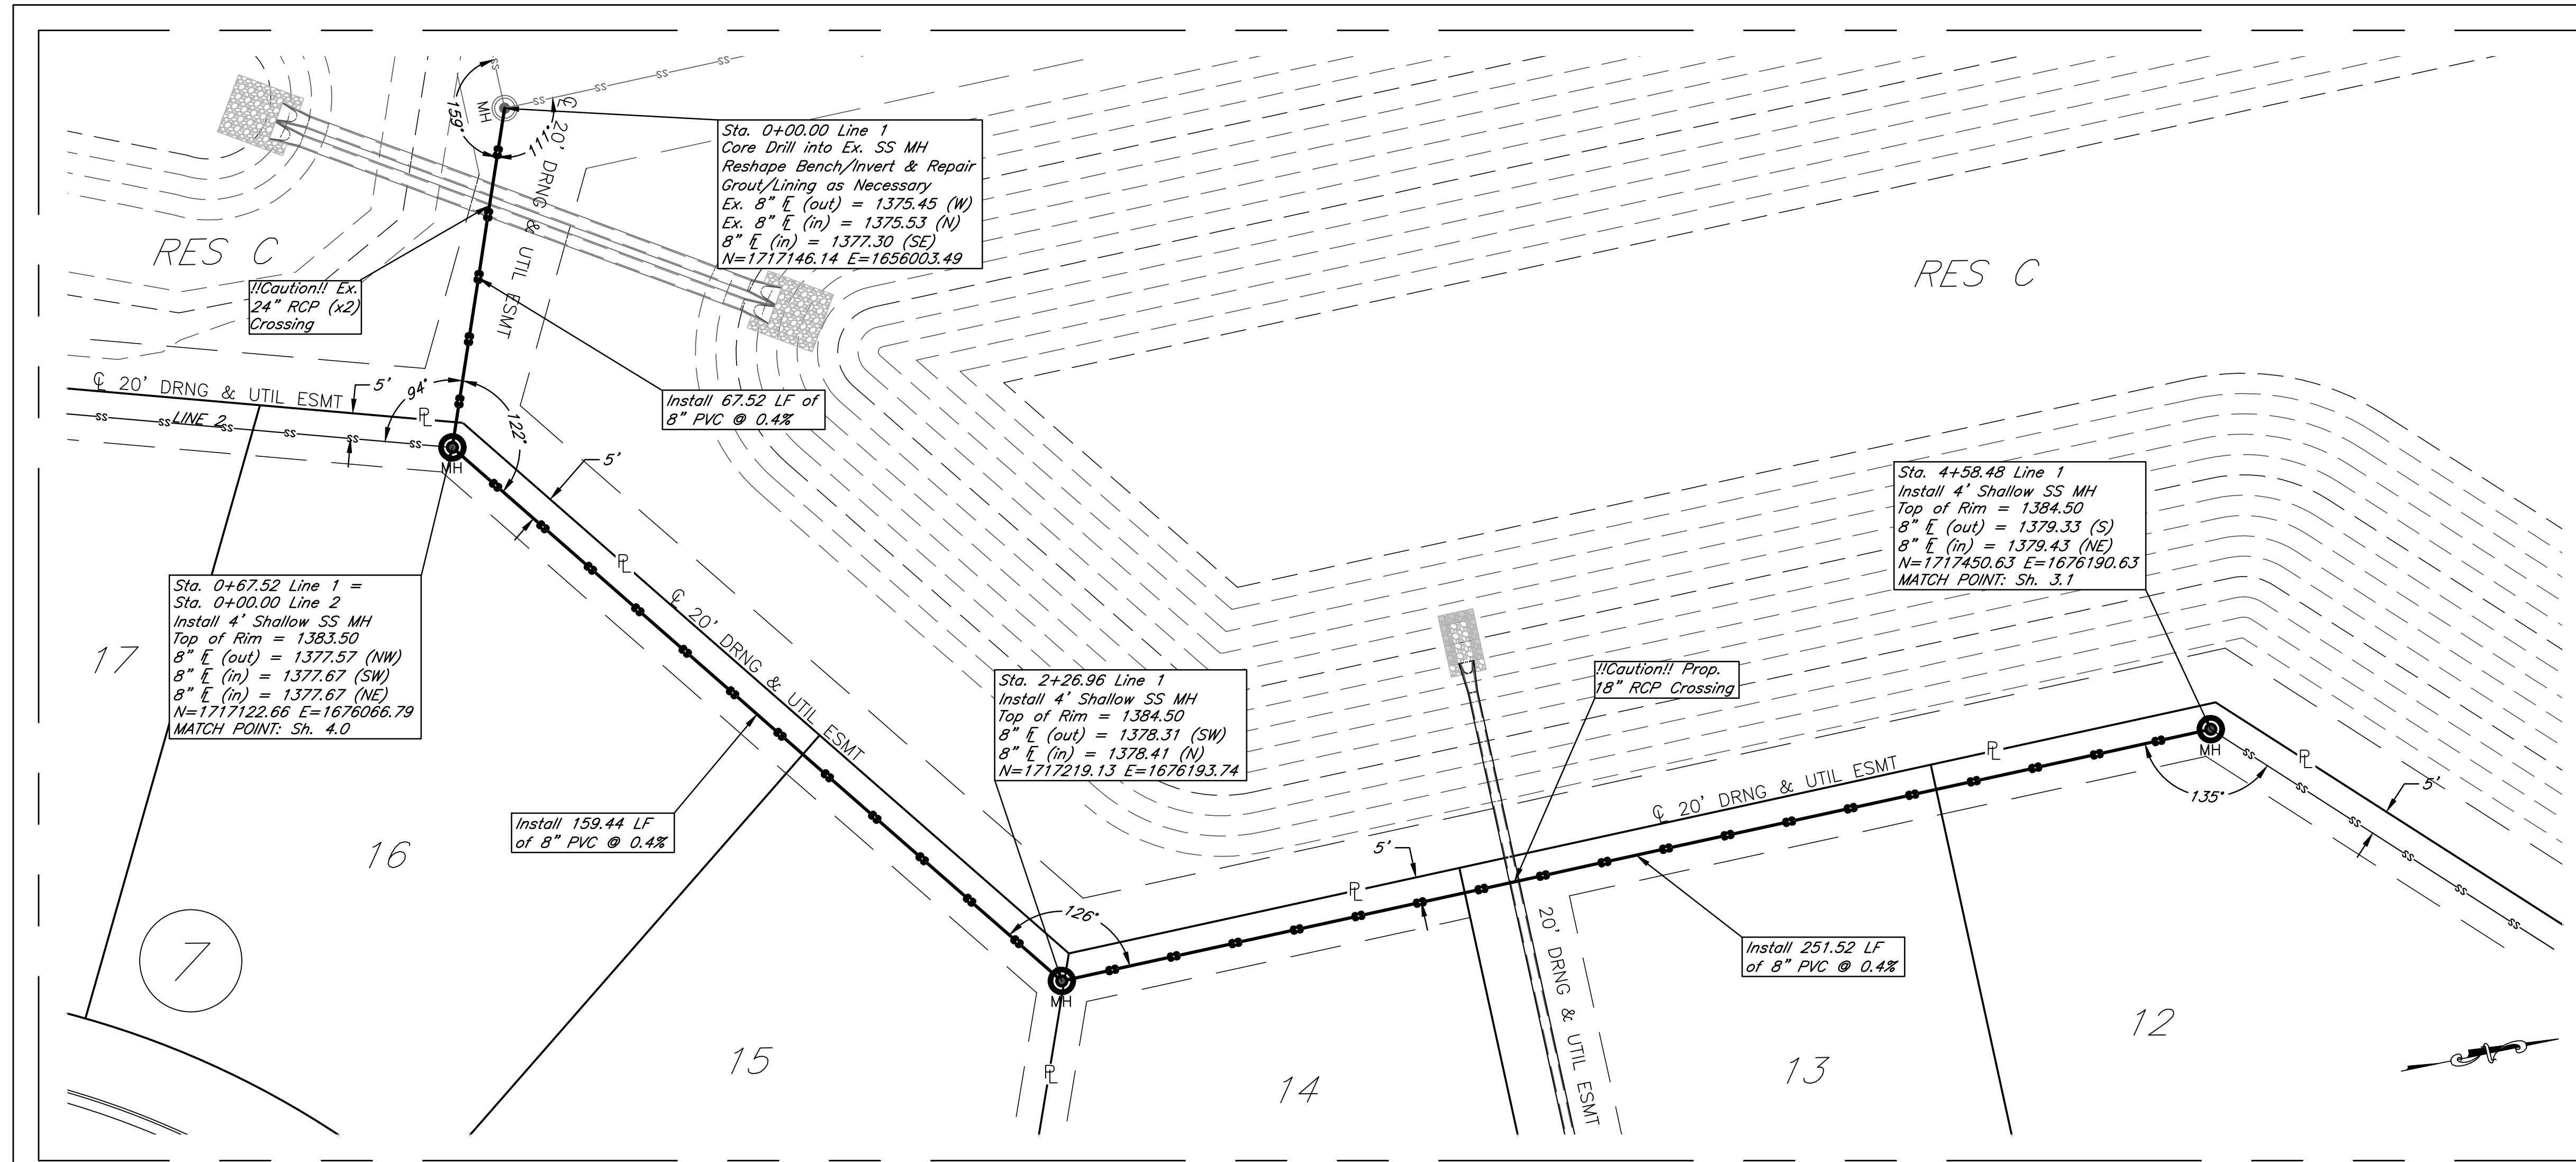 MH
159°
111°
℄
20' DRNG & UTIL ESMT
SS
SS
SS
SS
SS
Sta. 0+00.00 Line 1
Core Drill into Ex. SS MH
Reshape Bench/Invert & Repair
Grout/Lining as Necessary
Ex. 8" FL (out) = 1375.45 (W)
Ex. 8" FL (in) = 1375.53 (N)
8" FL (in) = 1377.30 (SE)
N=1717146.14 E=1656003.49
RES C
RES C
!!Caution!! Ex.
24" RCP (x2)
Crossing
Install 67.52 LF of
8" PVC @ 0.4%
℄ 20' DRNG & UTIL ESMT
5'
94°
PL
122°
LINE 2
MH
5'
Sta. 4+58.48 Line 1
Install 4' Shallow SS MH
Top of Rim = 1384.50
8" FL (out) = 1379.33 (S)
8" FL (in) = 1379.43 (NE)
N=1717450.63 E=1676190.63
MATCH POINT: Sh. 3.1
Sta. 0+67.52 Line 1 =
Sta. 0+00.00 Line 2
Install 4' Shallow SS MH
Top of Rim = 1383.50
8" FL (out) = 1377.57 (NW)
8" FL (in) = 1377.67 (SW)
8" FL (in) = 1377.67 (NE)
N=1717122.66 E=1676066.79
MATCH POINT: Sh. 4.0
17
PL
℄ 20' DRNG & UTIL ESMT
Sta. 2+26.96 Line 1
Install 4' Shallow SS MH
Top of Rim = 1384.50
8" FL (out) = 1378.31 (SW)
8" FL (in) = 1378.41 (N)
N=1717219.13 E=1676193.74
!!Caution!! Prop.
18" RCP Crossing
MH
PL
PL
5'
135°
℄ 20' DRNG & UTIL ESMT
Install 159.44 LF
of 8" PVC @ 0.4%
16
5'
PL
126°
MH
20' DRNG & UTIL ESMT
Install 251.52 LF
of 8" PVC @ 0.4%
7
15
PL
14
13
12